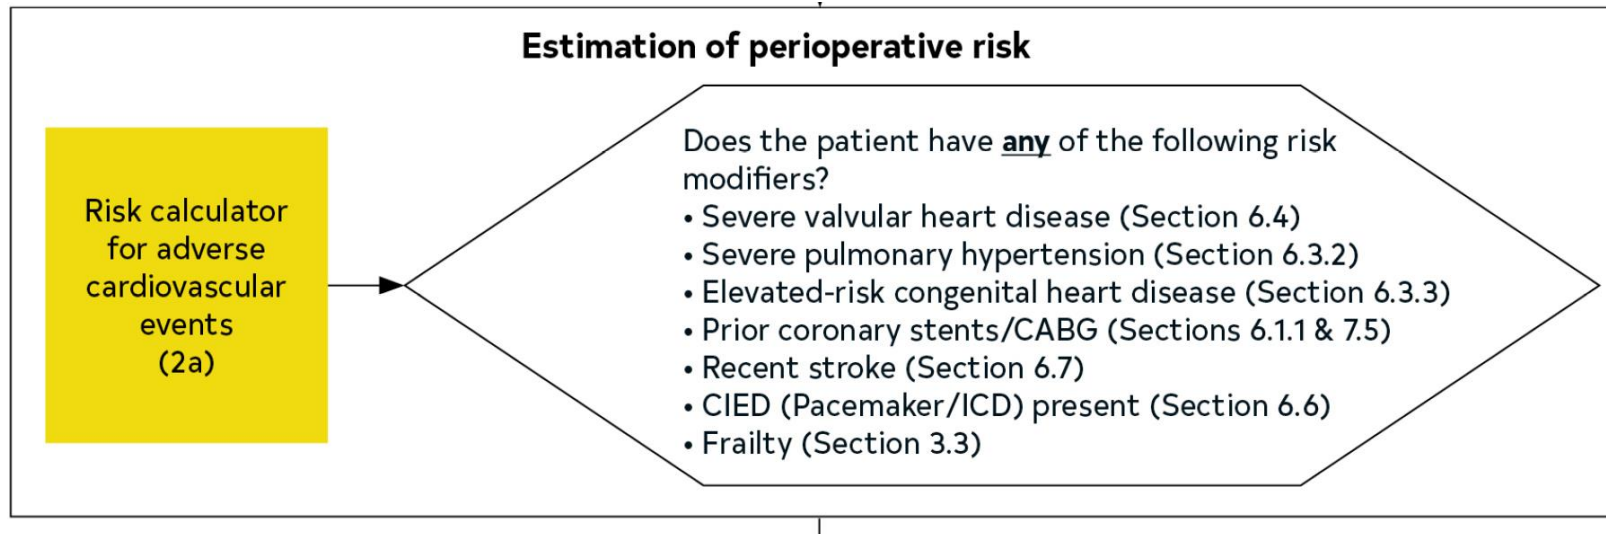 Estimation of perioperative risk
Risk calculator
for adverse
cardiovascular
events
(2a)
Does the patient have any of the following risk
modifiers?
• Severe valvular heart disease (Section 6.4)
• Severe pulmonary hypertension (Section 6.3.2)
• Elevated-risk congenital heart disease (Section 6.3.3)
• Prior coronary stents/CABG (Sections 6.1.1 & 7.5)
• Recent stroke (Section 6.7)
• CIED (Pacemaker/ICD) present (Section 6.6)
• Frailty (Section 3.3)